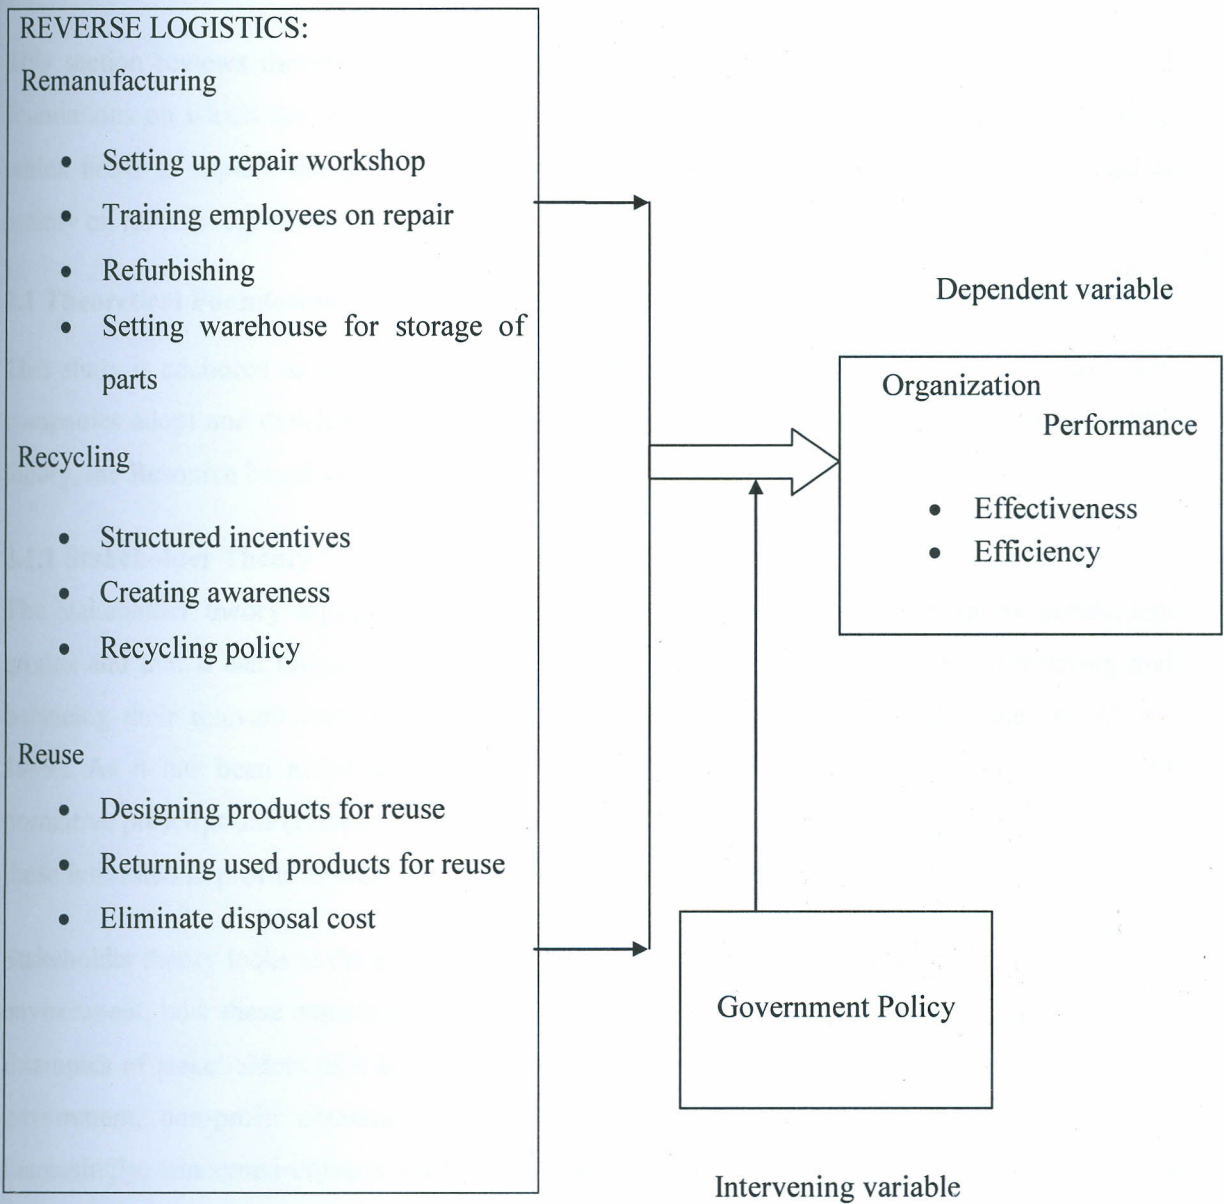 REVERSE LOGISTICS:
Remanufacturing
• Setting up repair workshop
• Training employees on repair
• Refurbishing
• Setting warehouse for storage of
parts
Recycling
• Structured incentives
• Creating awareness
• Recycling policy
Reuse
• Designing products for reuse
• Returning used products for reuse
• Eliminate disposal cost
Dependent variable
Organization
Performance
• Effectiveness
• Efficiency
Government Policy
Intervening variable